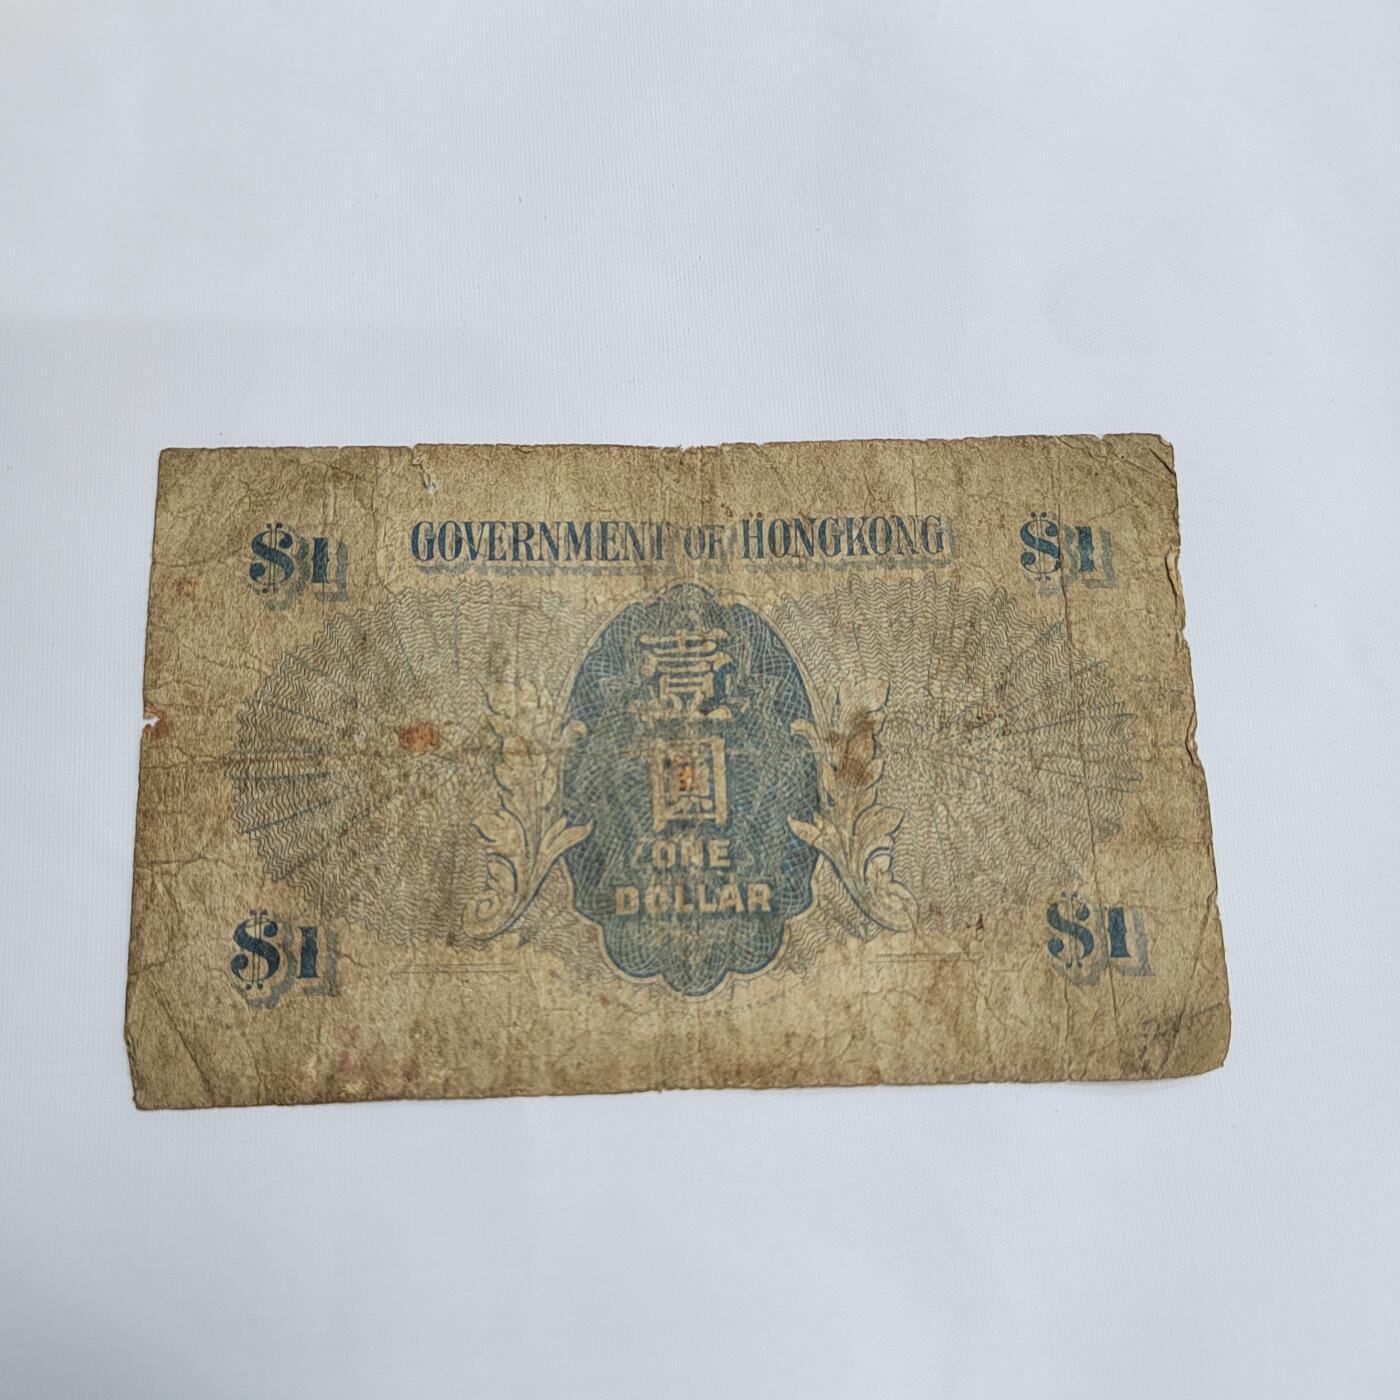 $1 GOVERNMENT OF HONGKONG $1
壹
圓
ONE
DOLLAR
$1 $1